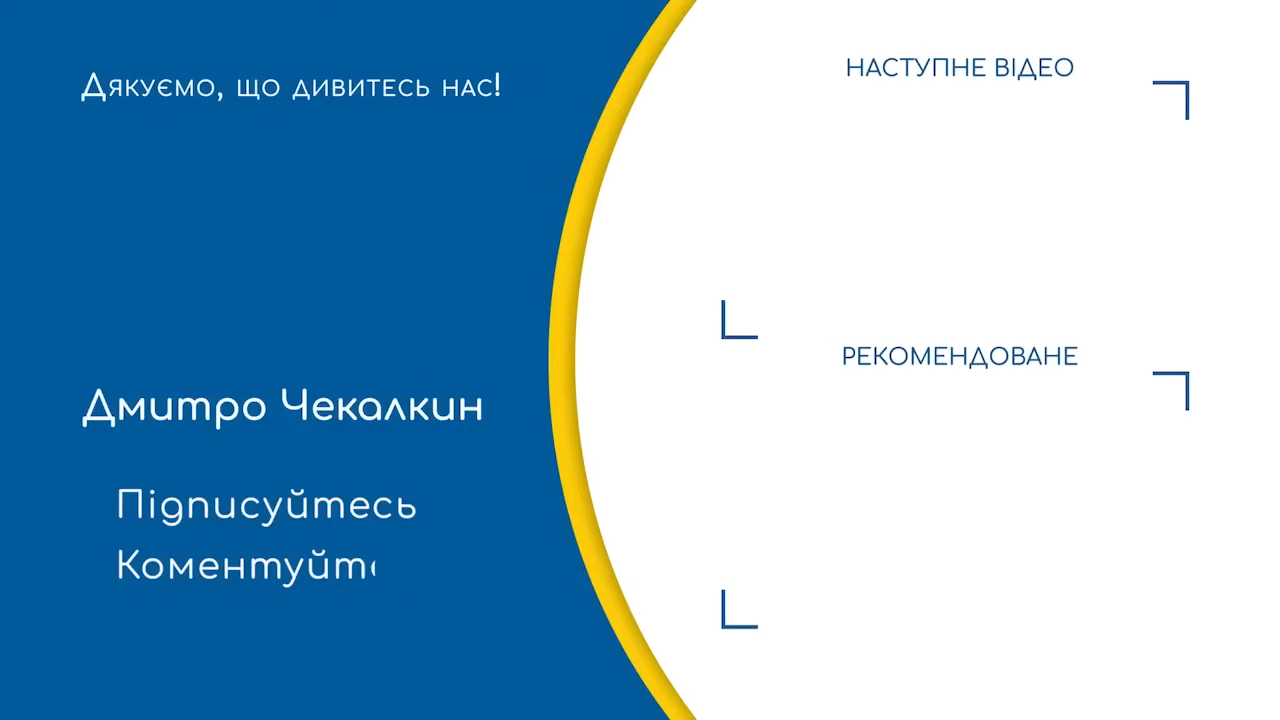 Дякуємо, що дивитесь нас!
Дмитро Чекалкин
Підписуйтесь
НАСТУПНЕ ВІДЕО
РЕКОМЕНДОВАНЕ